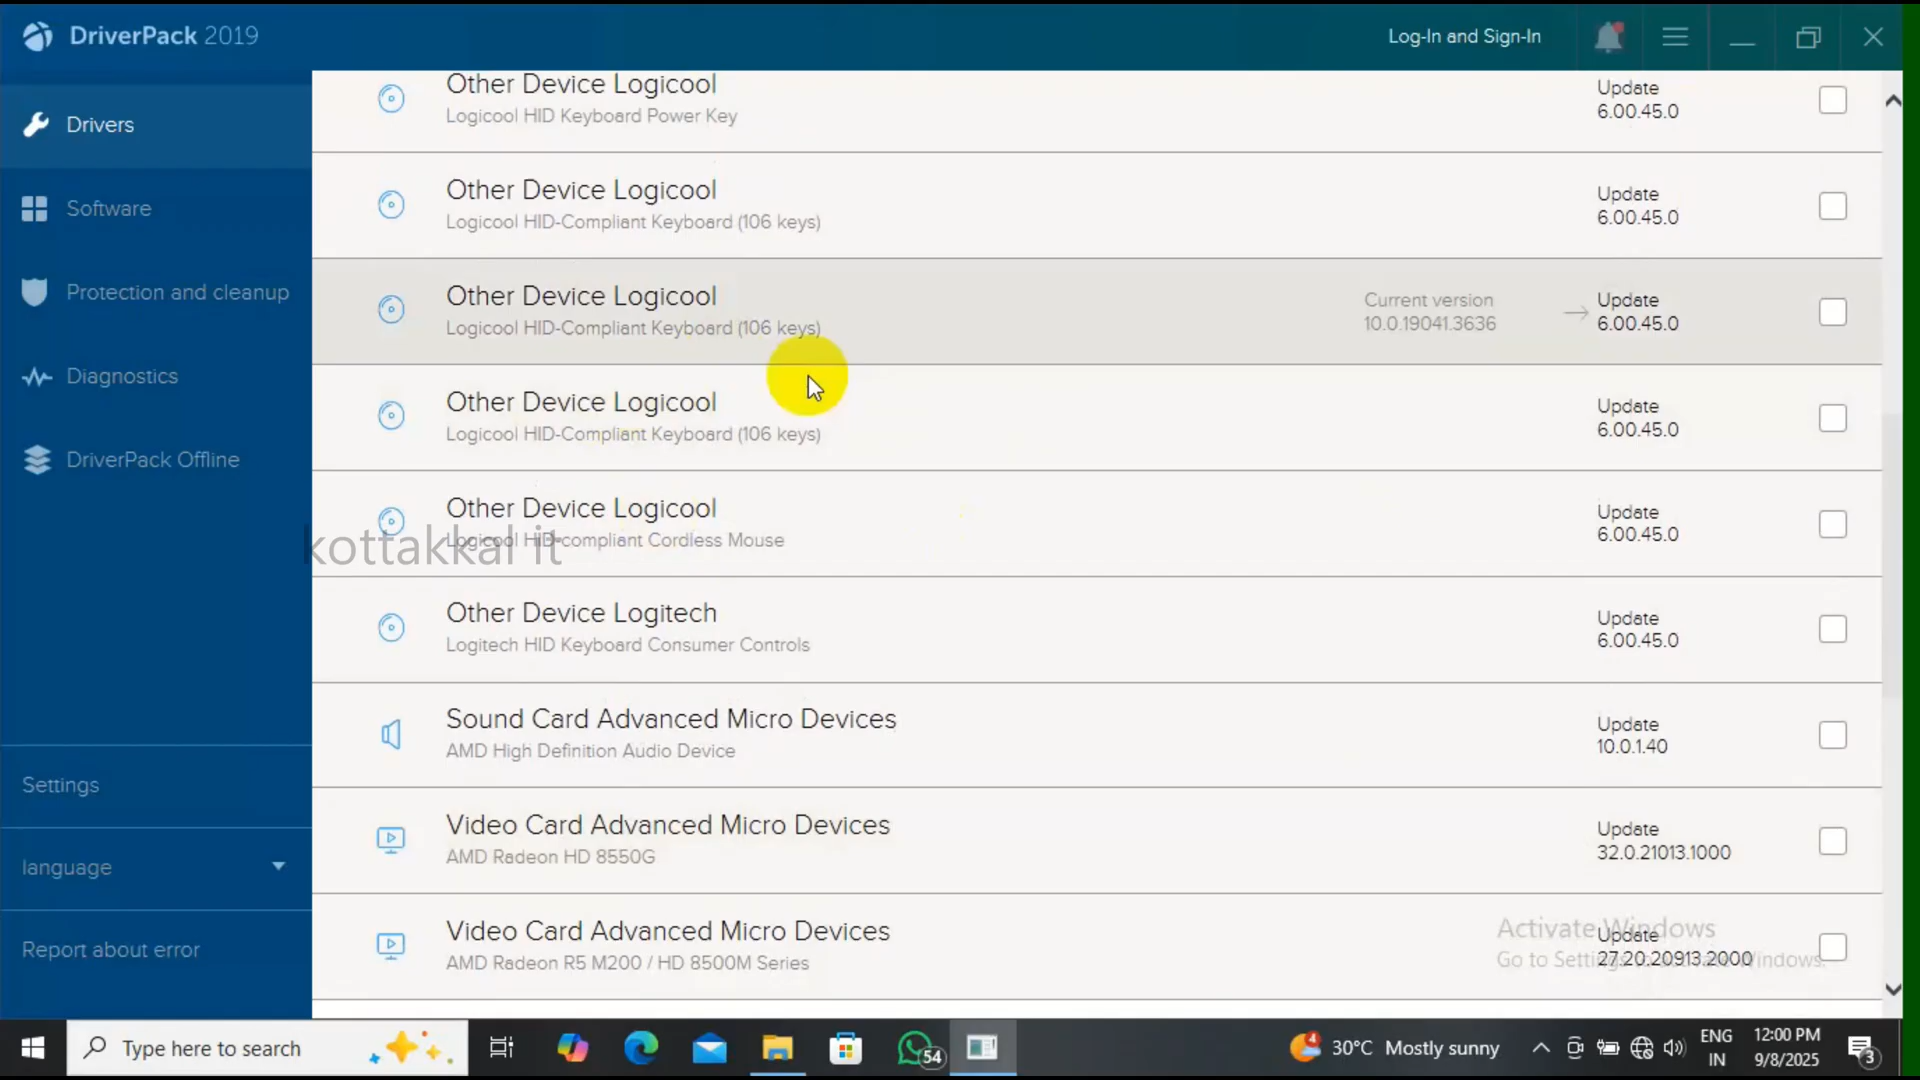 DriverPack 2019
Log-In and Sign-In
Drivers
Software
Protection and cleanup
Diagnostics
DriverPack Offline
Settings
language
Report about error
Other Device Logicool
Logicool HID Keyboard Power Key
Update
6.00.45.0
Other Device Logicool
Logicool HID-Compliant Keyboard (106 keys)
Update
6.00.45.0
Other Device Logicool
Logicool HID-Compliant Keyboard (106 keys)
Current version
10.0.19041.3636
Update
6.00.45.0
Other Device Logicool
Logicool HID-Compliant Keyboard (106 keys)
Update
6.00.45.0
Other Device Logicool
Logicool HID-compliant Cordless Mouse
Update
6.00.45.0
kottakkal it
Other Device Logitech
Logitech HID Keyboard Consumer Controls
Update
6.00.45.0
Sound Card Advanced Micro Devices
AMD High Definition Audio Device
Update
10.0.1.40
Video Card Advanced Micro Devices
AMD Radeon HD 8550G
Update
32.0.21013.1000
Video Card Advanced Micro Devices
AMD Radeon R5 M200 / HD 8500M Series
Update
27.20.20913.2000
Activate Windows
Go to Settings to activate Windows.
Type here to search
54
4
30°C Mostly sunny
ENG
IN
12:00 PM
9/8/2025
3